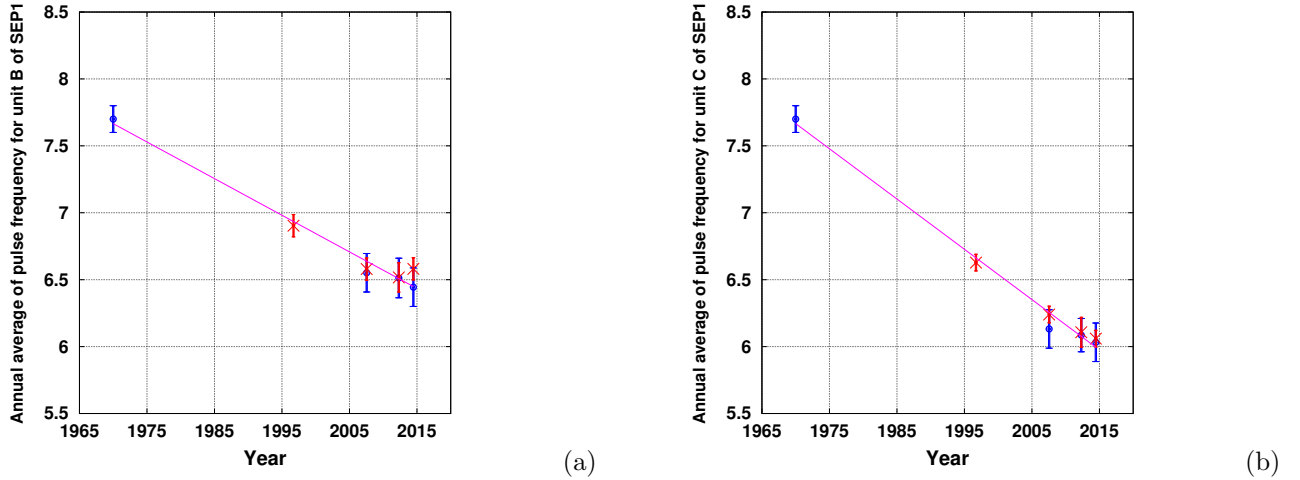 Annual average of pulse frequency for unit B of SEP1
8.5
8
7.5
7
6.5
6
5.5
1965 1975 1985 1995 2005 2015
Year
(a)
Annual average of pulse frequency for unit C of SEP1
8.5
8
7.5
7
6.5
6
5.5
1965 1975 1985 1995 2005 2015
Year
(b)